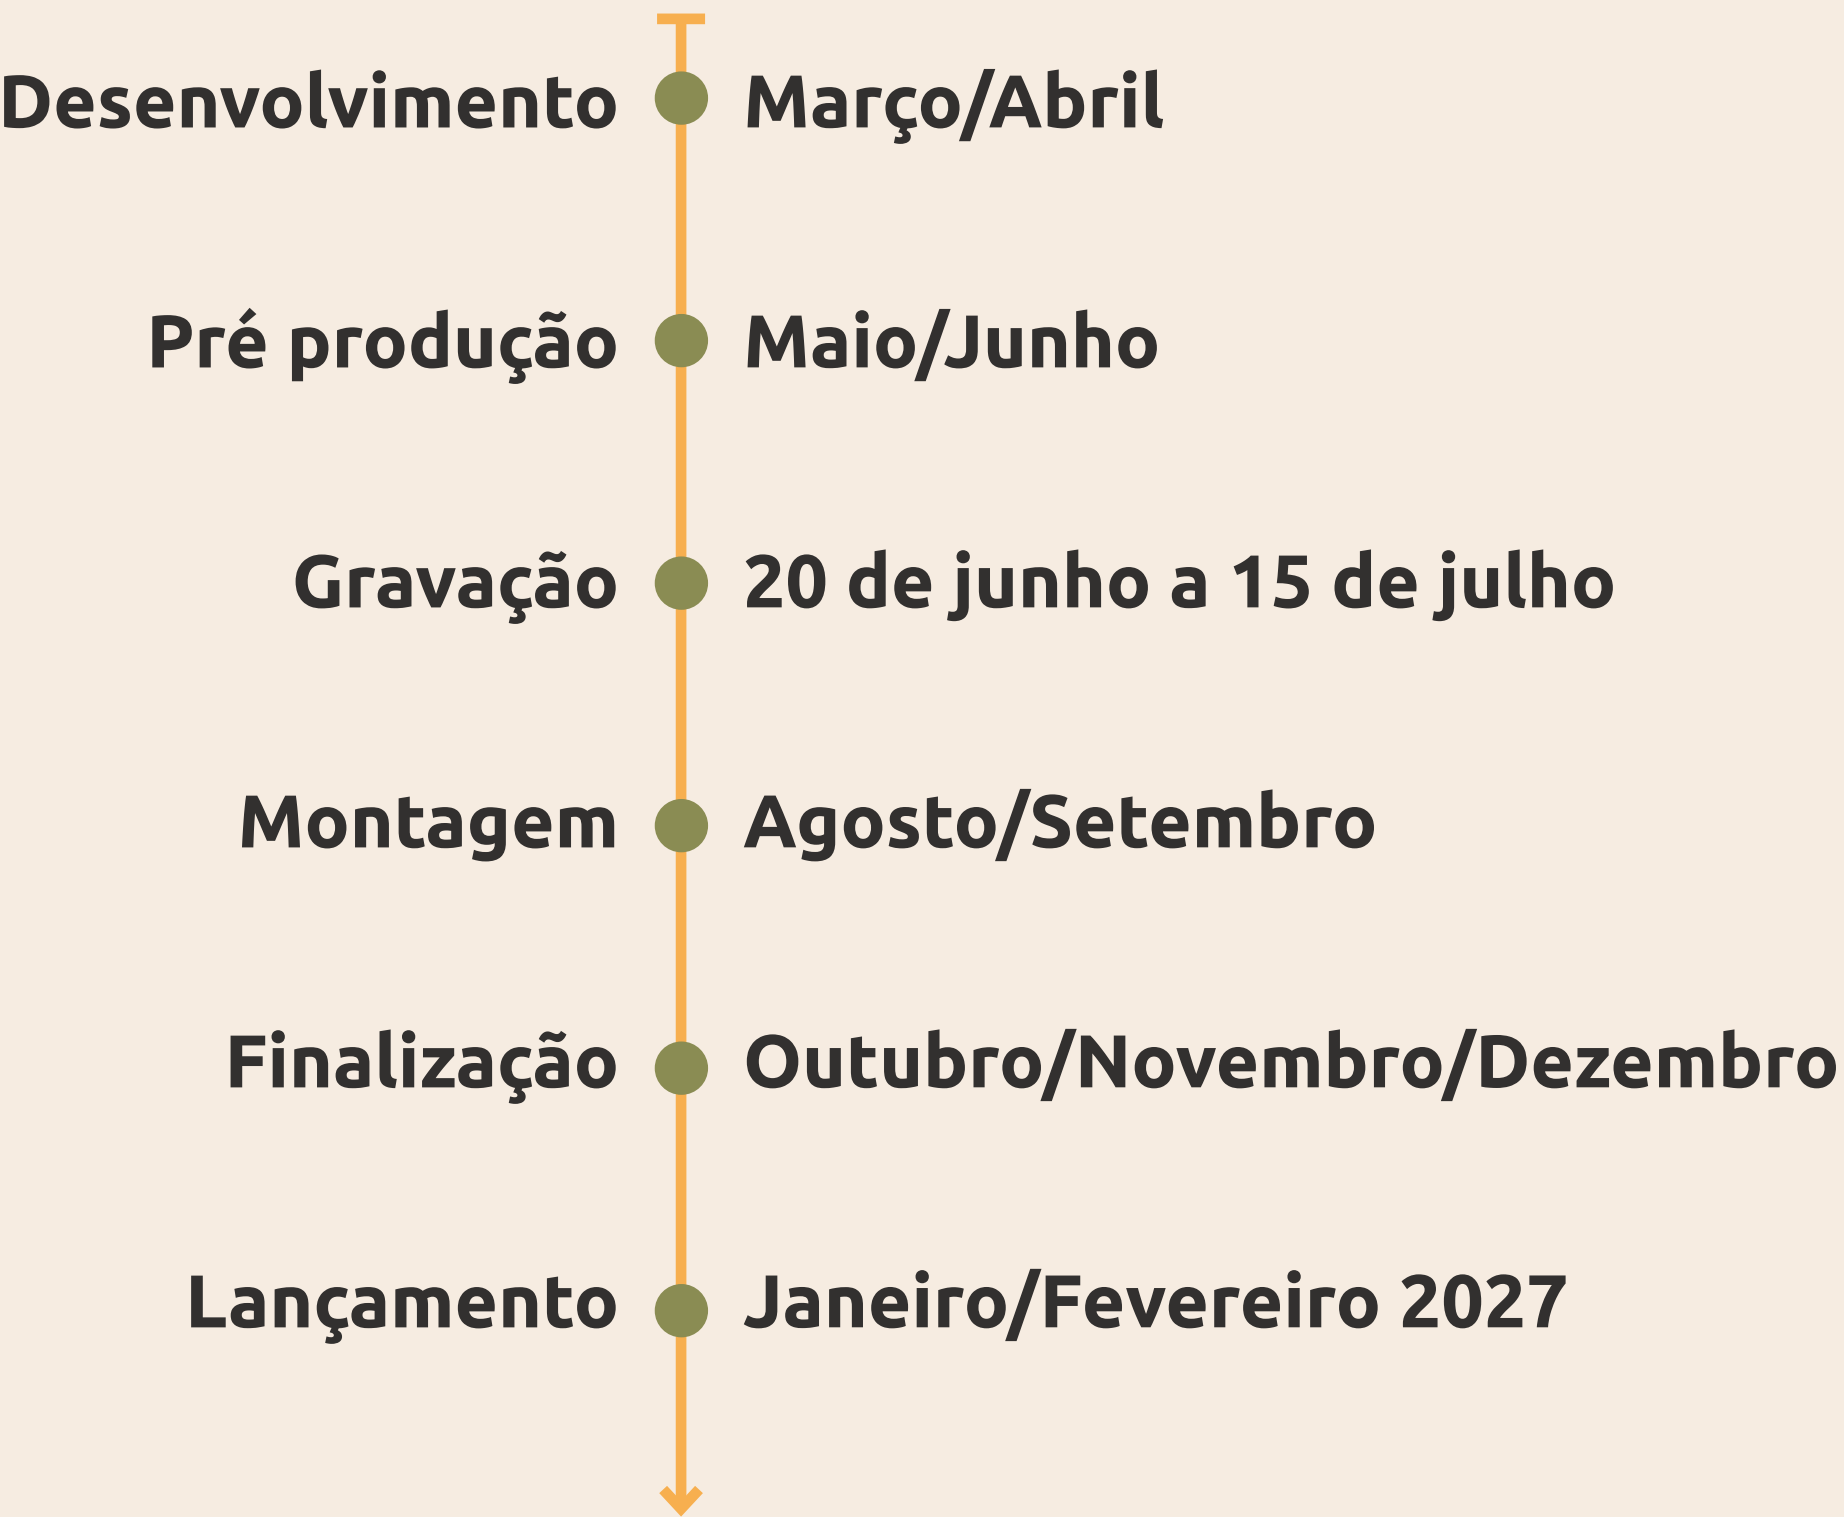 Desenvolvimento Março/Abril
Pré produção Maio/Junho
Gravação 20 de junho a 15 de julho
Montagem Agosto/Setembro
Finalização Outubro/Novembro/Dezembro
Lançamento Janeiro/Fevereiro 2027